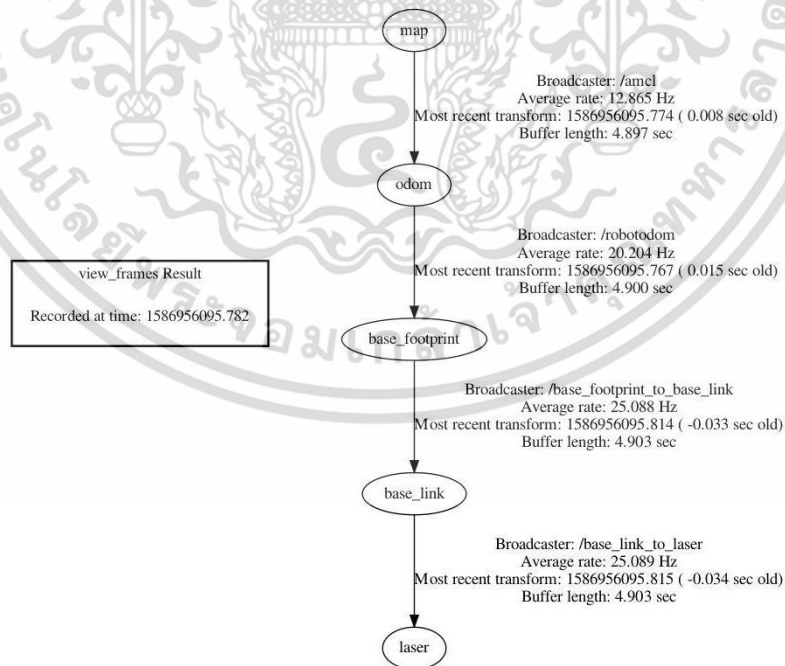 map
Broadcaster: /amcl
Average rate: 12.865 Hz
Most recent transform: 1586956095.774 ( 0.008 sec old)
Buffer length: 4.897 sec
odom
Broadcaster: /robotodom
Average rate: 20.204 Hz
Most recent transform: 1586956095.767 ( 0.015 sec old)
Buffer length: 4.900 sec
view_frames Result
Recorded at time: 1586956095.782
base_footprint
Broadcaster: /base_footprint_to_base_link
Average rate: 25.088 Hz
Most recent transform: 1586956095.814 ( -0.033 sec old)
Buffer length: 4.903 sec
base_link
Broadcaster: /base_link_to_laser
Average rate: 25.089 Hz
Most recent transform: 1586956095.815 ( -0.034 sec old)
Buffer length: 4.903 sec
laser